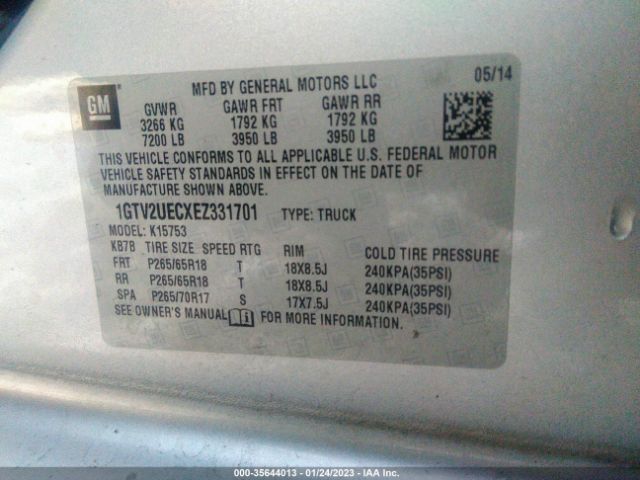 GM
MFD BY GENERAL MOTORS LLC
05/14
GVWR GAWR FRT GAWR RR
3266 KG 1792 KG 1792 KG
7200 LB 3950 LB 3950 LB
THIS VEHICLE CONFORMS TO ALL APPLICABLE U.S. FEDERAL MOTOR
VEHICLE SAFETY STANDARDS IN EFFECT ON THE DATE OF
MANUFACTURE SHOWN ABOVE.
1GTV2UECXEZ331701 TYPE: TRUCK
MODEL: K15753
K87B TIRE SIZE SPEED RTG RIM COLD TIRE PRESSURE
FRT P265/65R18 T 18X8.5J 240KPA(35PSI)
RR P265/65R18 T 18X8.5J 240KPA(35PSI)
SPA P265/70R17 S 17X7.5J 240KPA(35PSI)
SEE OWNER'S MANUAL FOR MORE INFORMATION.
000-35644013 - 01/24/2023 - IAA Inc.